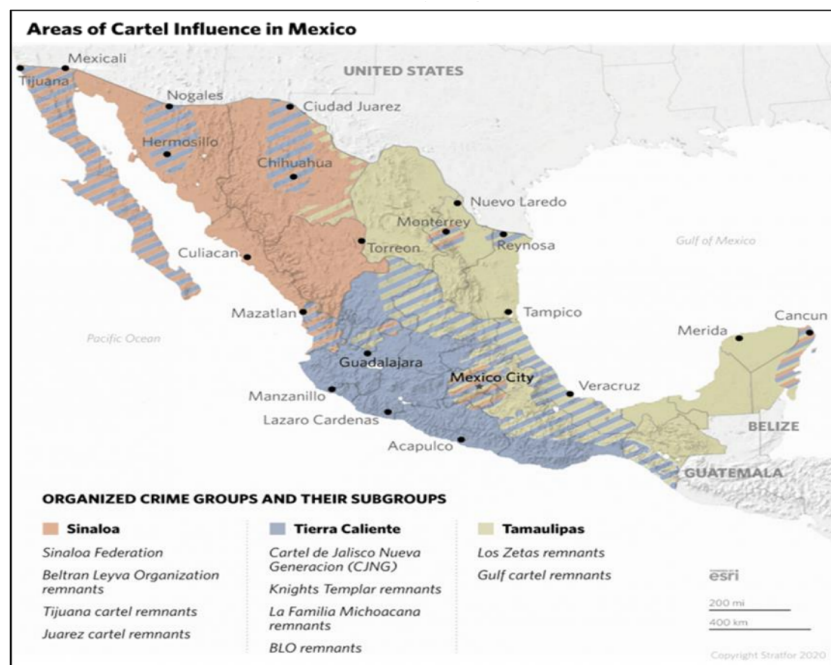 Areas of Cartel Influence in Mexico
Mexicali
Tijuana
UNITED STATES
Nogales
Ciudad Juarez
Hermosillo
Chihuahua
Nuevo Laredo
Monterrey
Reynosa
Torreon
Culiacan
Gulf of Mexico
Mazatlan
Tampico
Cancun
Merida
Pacific Ocean
Guadalajara
Mexico City
Veracruz
Manzanillo
Lazaro Cardenas
BELIZE
Acapulco
GUATEMALA
ORGANIZED CRIME GROUPS AND THEIR SUBGROUPS
Sinaloa
Sinaloa Federation
Beltran Leyva Organization
remnants
Tijuana cartel remnants
Juarez cartel remnants
Tierra Caliente
Cartel de Jalisco Nueva
Generacion (CJNG)
Knights Templar remnants
La Familia Michoacana
remnants
BLO remnants
Tamaulipas
Los Zetas remnants
Gulf cartel remnants
esri
200 mi
400 km
Copyright Stratfor 2020